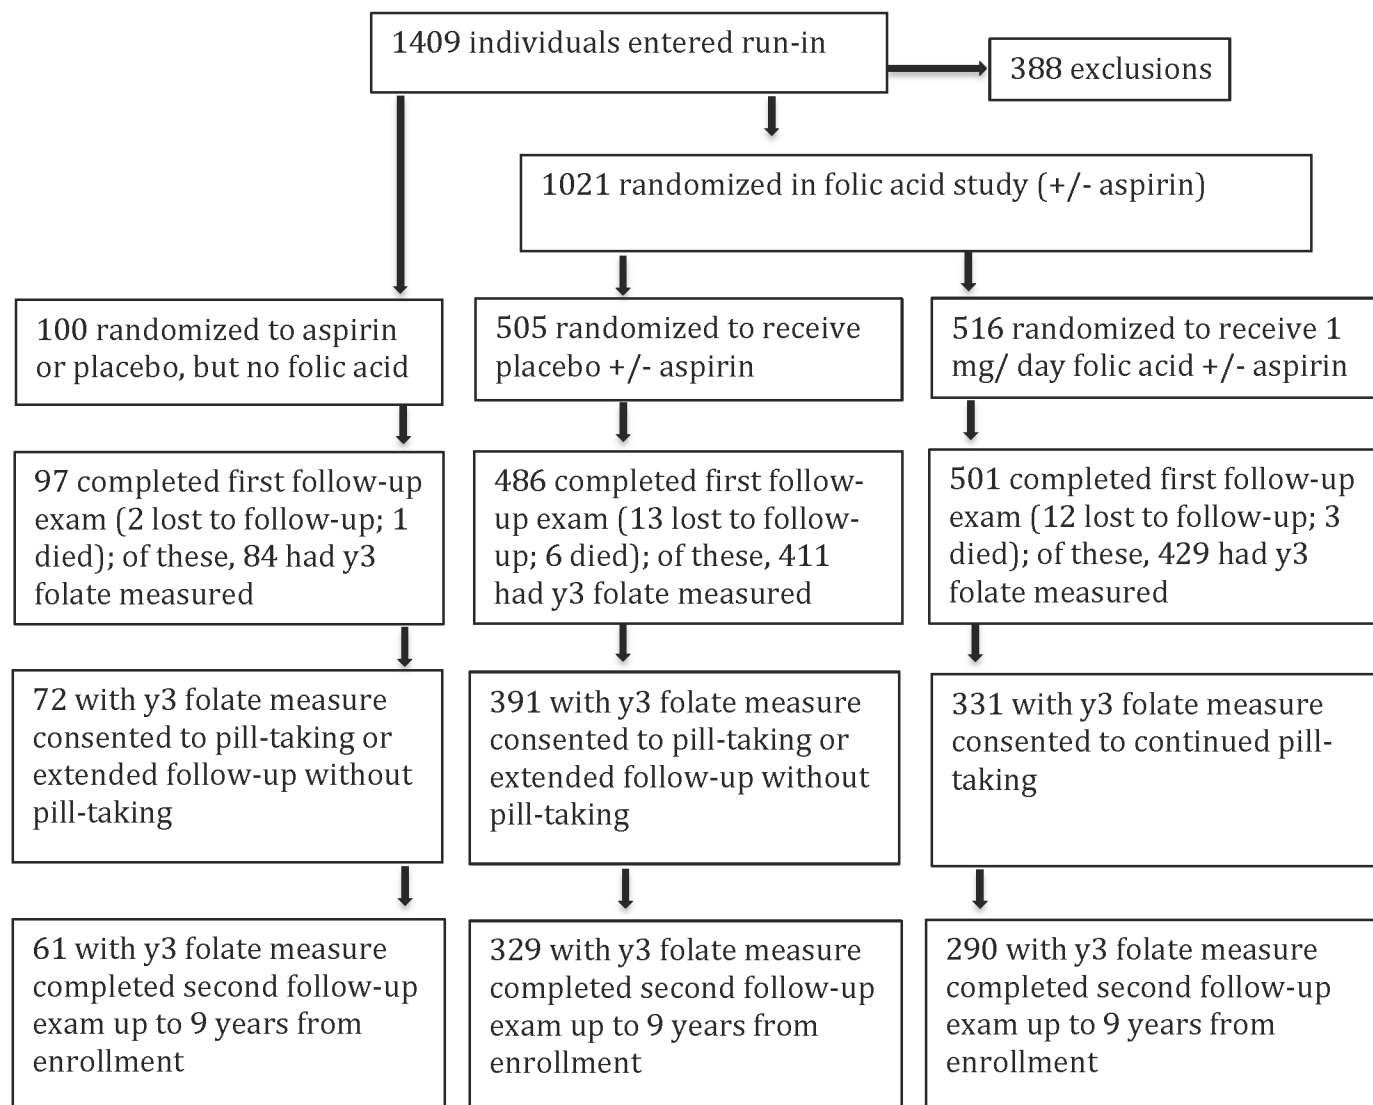 1409 individuals entered run-in
388 exclusions
1021 randomized in folic acid study (+/- aspirin)
100 randomized to aspirin
or placebo, but no folic acid
505 randomized to receive
placebo +/- aspirin
516 randomized to receive 1
mg/ day folic acid +/- aspirin
97 completed first follow-up
exam (2 lost to follow-up; 1
died); of these, 84 had y3
folate measured
486 completed first follow-
up exam (13 lost to follow-
up; 6 died); of these, 411
had y3 folate measured
501 completed first follow-up
exam (12 lost to follow-up; 3
died); of these, 429 had y3
folate measured
72 with y3 folate measure
consented to pill-taking or
extended follow-up without
pill-taking
391 with y3 folate measure
consented to pill-taking or
extended follow-up without
pill-taking
331 with y3 folate measure
consented to continued pill-
taking
61 with y3 folate measure
completed second follow-up
exam up to 9 years from
enrollment
329 with y3 folate measure
completed second follow-up
exam up to 9 years from
enrollment
290 with y3 folate measure
completed second follow-up
exam up to 9 years from
enrollment